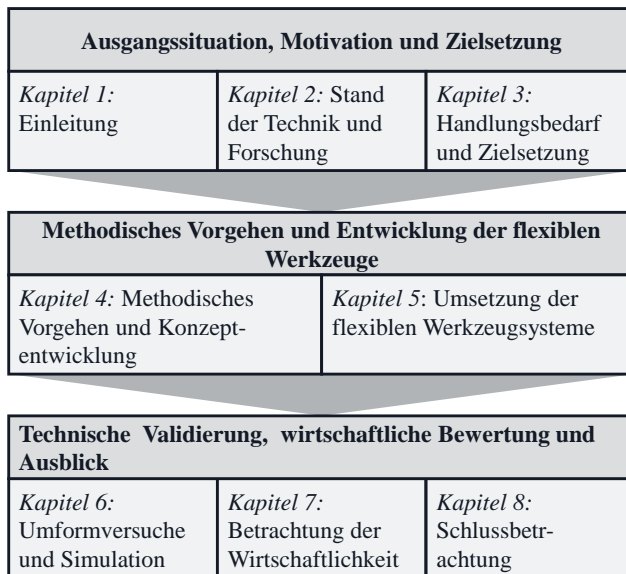 Ausgangssituation, Motivation und Zielsetzung
Kapitel 1:
Einleitung
Kapitel 2: Stand
der Technik und
Forschung
Kapitel 3:
Handlungsbedarf
und Zielsetzung
Methodisches Vorgehen und Entwicklung der flexiblen
Werkzeuge
Kapitel 4: Methodisches
Vorgehen und Konzept-
entwicklung
Kapitel 5: Umsetzung der
flexiblen Werkzeugsysteme
Technische Validierung, wirtschaftliche Bewertung und
Ausblick
Kapitel 6:
Umformversuche
und Simulation
Kapitel 7:
Betrachtung der
Wirtschaftlichkeit
Kapitel 8:
Schlussbetr-
achtung